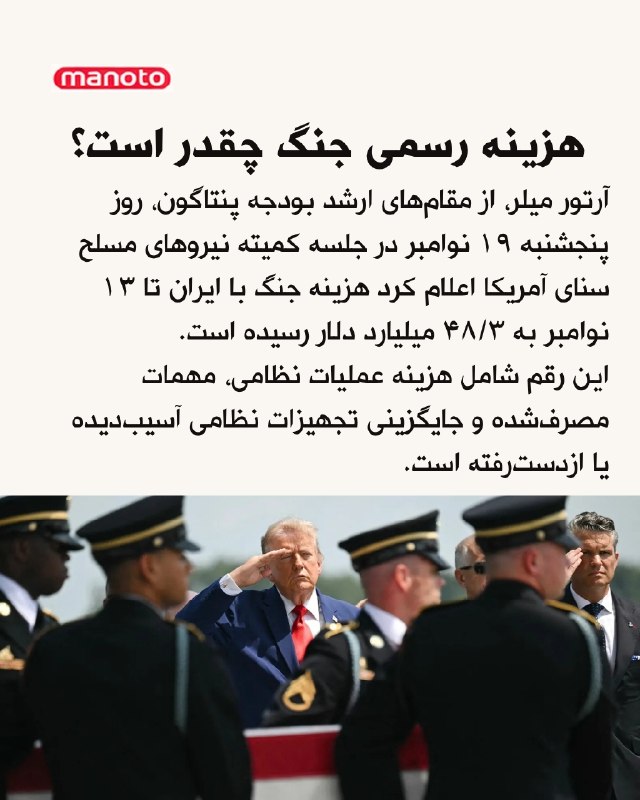 manoto
هزینه رسمی جنگ چقدر است؟
آرتور میلر، از مقام‌های ارشد بودجه پنتاگون، روز
پنجشنبه ۱۹ نوامبر در جلسه کمیته نیروهای مسلح
سنای آمریکا اعلام کرد هزینه جنگ با ایران تا ۱۳
نوامبر به ۴۸/۳ میلیارد دلار رسیده است.
این رقم شامل هزینه عملیات نظامی، مهمات
مصرف‌شده و جایگزینی تجهیزات نظامی آسیب‌دیده
یا ازدست‌رفته است.